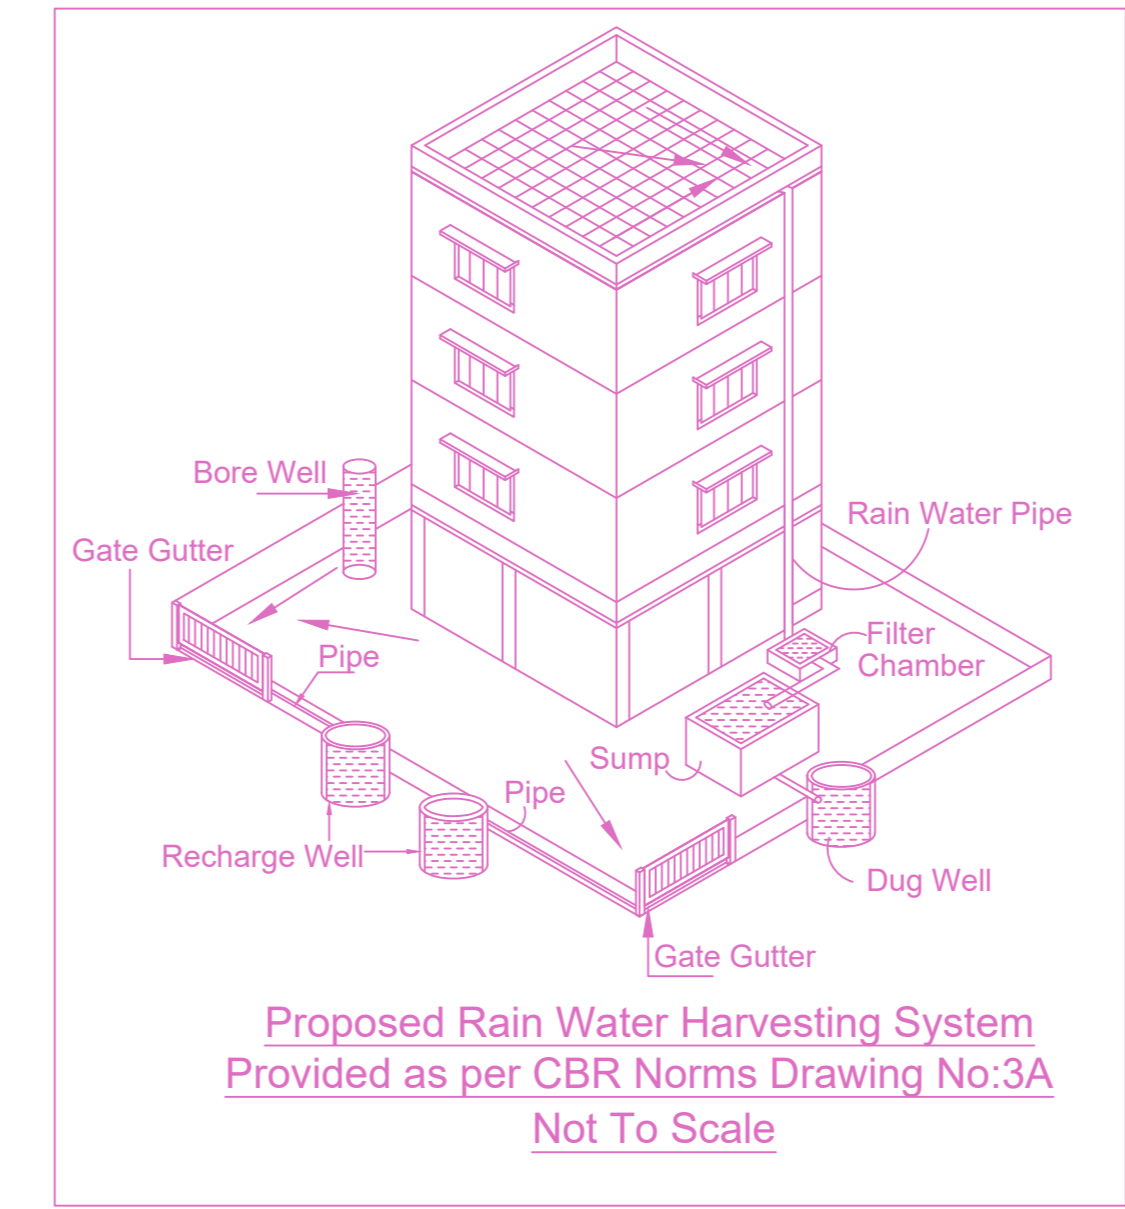 Bore Well
Rain Water Pipe
Gate Gutter
Filter
Chamber
Pipe
Sump
Pipe
Recharge Well
Dug Well
Gate Gutter
Proposed Rain Water Harvesting System
Provided as per CBR Norms Drawing No:3A
Not To Scale